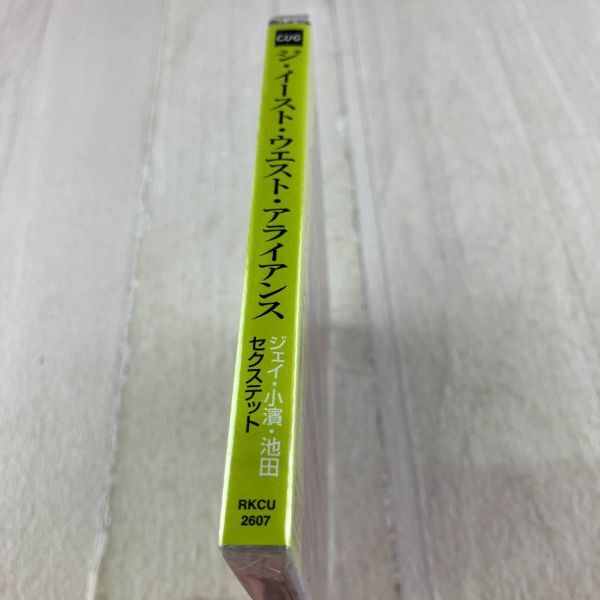 CUG
ジ・イースト・ウエスト・アライアンス
ジェイ・小濱・池田
セクステット
RKCU
2607